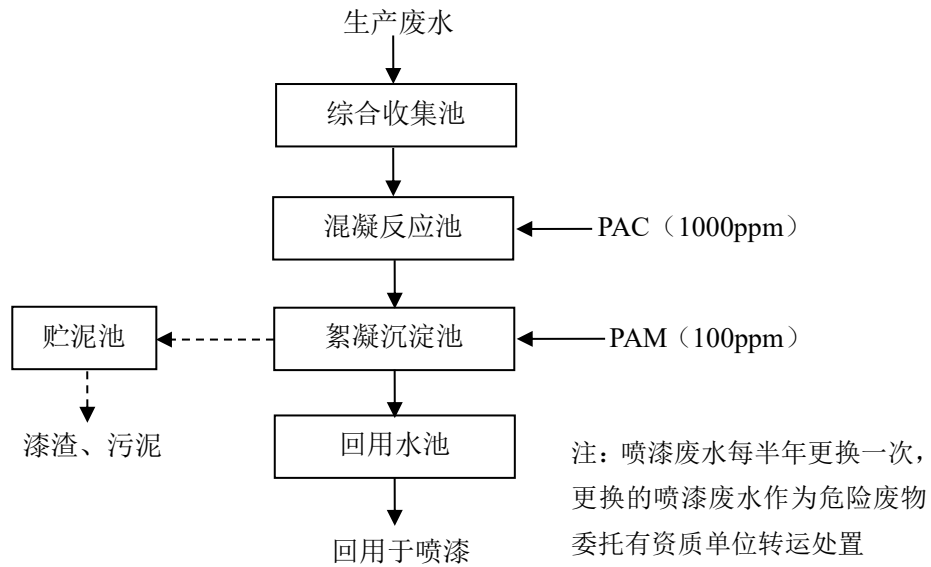 生产废水
综合收集池
混凝反应池
PAC（1000ppm）
贮泥池
絮凝沉淀池
PAM（100ppm）
漆渣、污泥
回用水池
注：喷漆废水每半年更换一次，
更换的喷漆废水作为危险废物
委托有资质单位转运处置
回用于喷漆